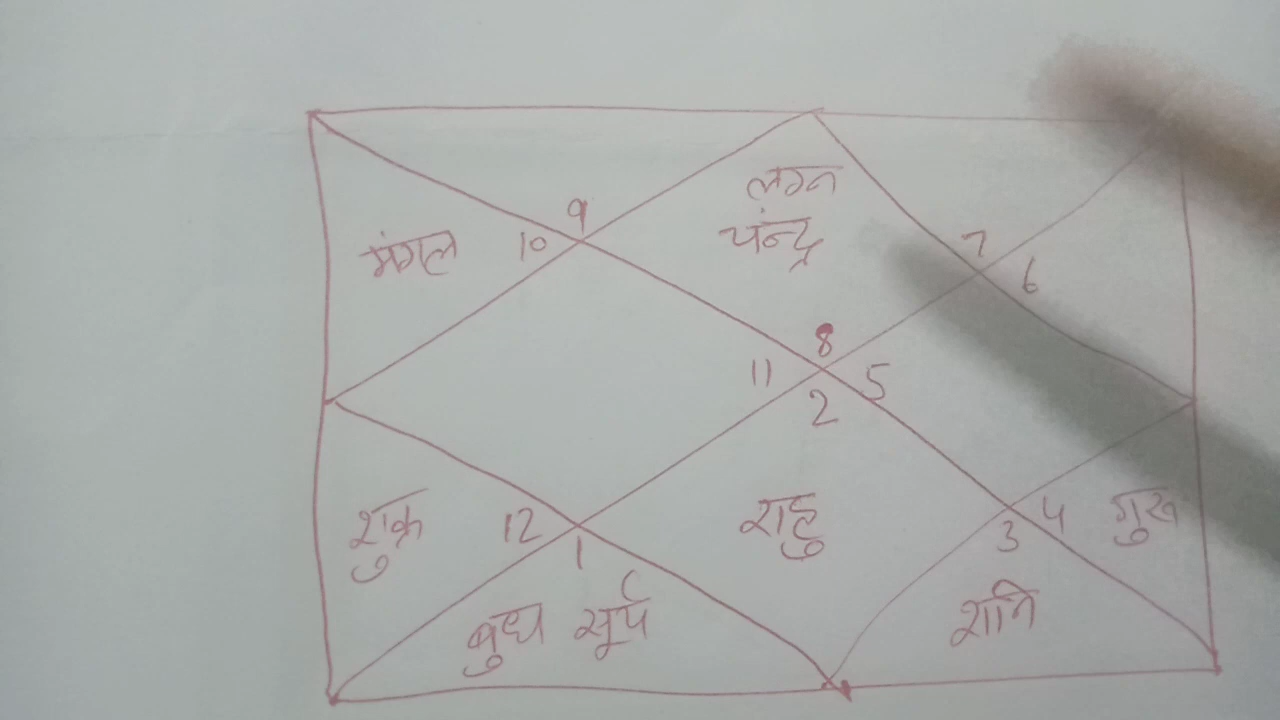 लग्न
चंन्द्र
9
मंगल 10
7
6
8
11 5
2
शुक्र 12
1
राहु
4 गुरू
3
बुध सूर्य
शनि